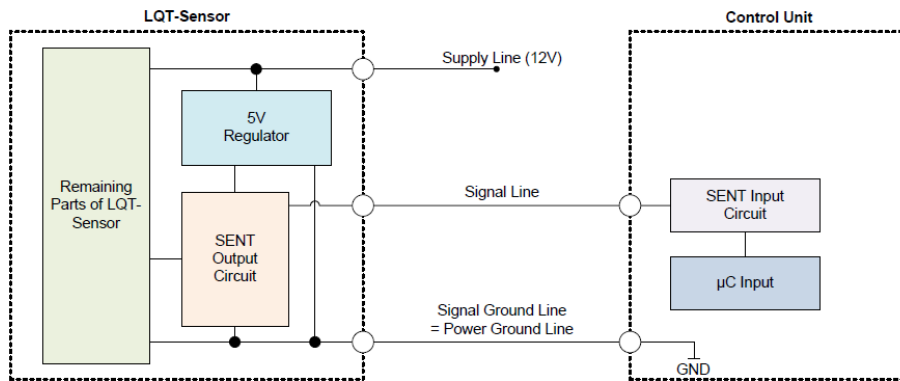 LQT-Sensor
Control Unit
Supply Line (12V)
5V
Regulator
Remaining
Parts of LQT-
Sensor
Signal Line
SENT Input
Circuit
SENT
Output
Circuit
µC Input
Signal Ground Line
= Power Ground Line
GND